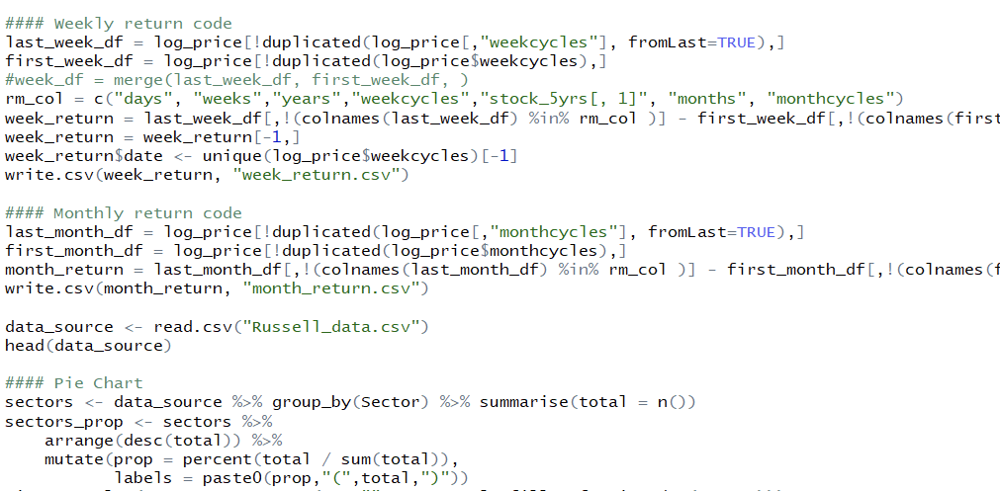 #### Weekly return code
last_week_df = log_price[!duplicated(log_price[,"weekcycles"], fromLast=TRUE),]
first_week_df = log_price[!duplicated(log_price$weekcycles),]
#week_df = merge(last_week_df, first_week_df, )
rm_col = c("days", "weeks","years","weekcycles","stock_5yrs[, 1]", "months", "monthcycles")
week_return = last_week_df[,!(colnames(last_week_df) %in% rm_col )] - first_week_df[,!(colnames(first
week_return = week_return[-1,]
week_return$date <- unique(log_price$weekcycles)[-1]
write.csv(week_return, "week_return.csv")
#### Monthly return code
last_month_df = log_price[!duplicated(log_price[,"monthcycles"], fromLast=TRUE),]
first_month_df = log_price[!duplicated(log_price$monthcycles),]
month_return = last_month_df[,!(colnames(last_month_df) %in% rm_col )] - first_month_df[,!(colnames(f
write.csv(month_return, "month_return.csv")
data_source <- read.csv("Russell_data.csv")
head(data_source)
#### Pie Chart
sectors <- data_source %>% group_by(Sector) %>% summarise(total = n())
sectors_prop <- sectors %>%
arrange(desc(total)) %>%
mutate(prop = percent(total / sum(total)),
labels = paste0(prop,"(",total,")"))